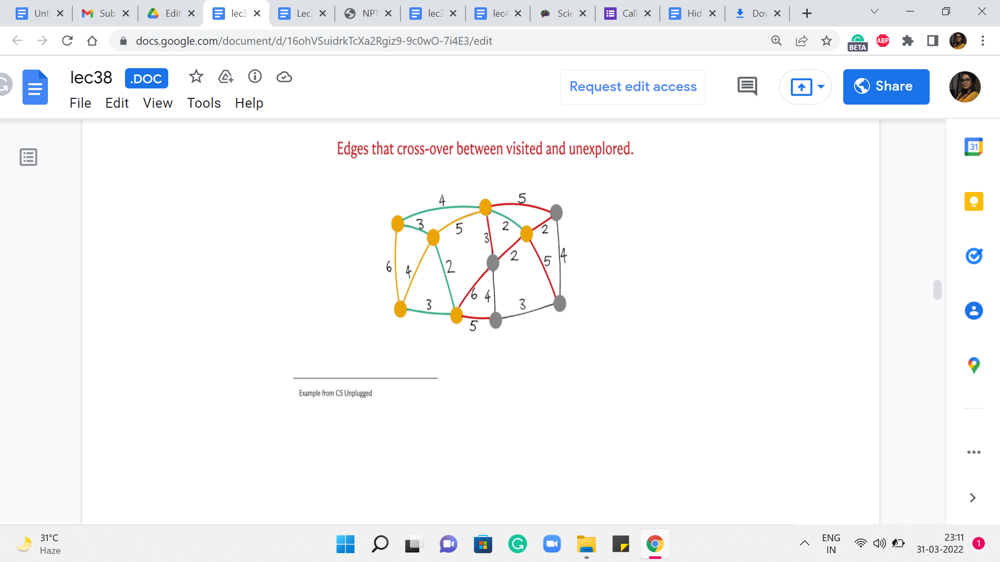 Unt
Sub
Edit
lec3
Lec
NPT
lec3
lec4
Scie
Call
Hid
Dov
docs.google.com/document/d/16ohVSuidrkTcXa2Rgiz9-9c0wO-7i4E3/edit
ABP
BETA
lec38 .DOC
Request edit access
Share
File Edit View Tools Help
31
Edges that cross-over between visited and unexplored.
4 5
3 5 2 2
3
6 4 2 2 5 4
6 4
3 3
5
Example from CS Unplugged
31°C
Haze
ENG
IN
23:11
31-03-2022
1